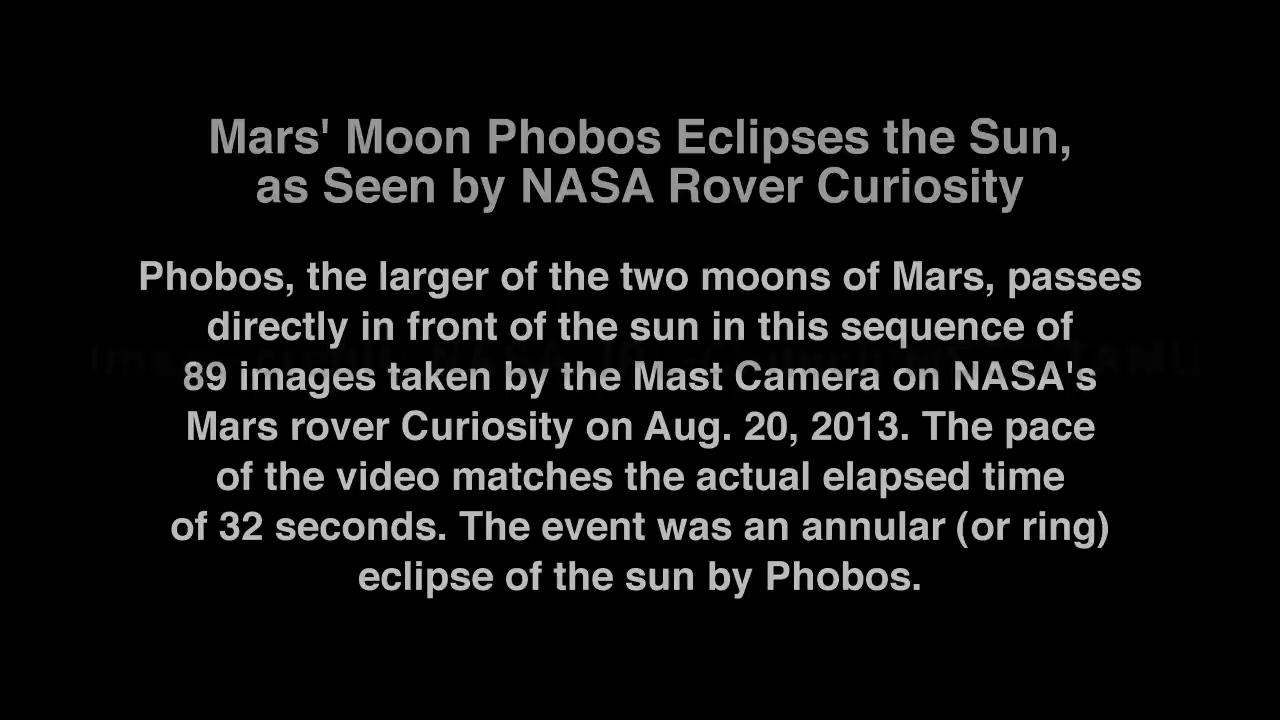 Mars' Moon Phobos Eclipses the Sun,
as Seen by NASA Rover Curiosity
Phobos, the larger of the two moons of Mars, passes
directly in front of the sun in this sequence of
89 images taken by the Mast Camera on NASA's
Mars rover Curiosity on Aug. 20, 2013. The pace
of the video matches the actual elapsed time
of 32 seconds. The event was an annular (or ring)
eclipse of the sun by Phobos.